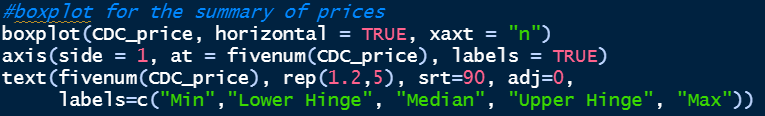 #boxplot for the summary of prices
boxplot(CDC_price, horizontal = TRUE, xaxt = "n")
axis(side = 1, at = fivenum(CDC_price), labels = TRUE)
text(fivenum(CDC_price), rep(1.2,5), srt=90, adj=0,
     labels=c("Min","Lower Hinge", "Median", "Upper Hinge", "Max"))